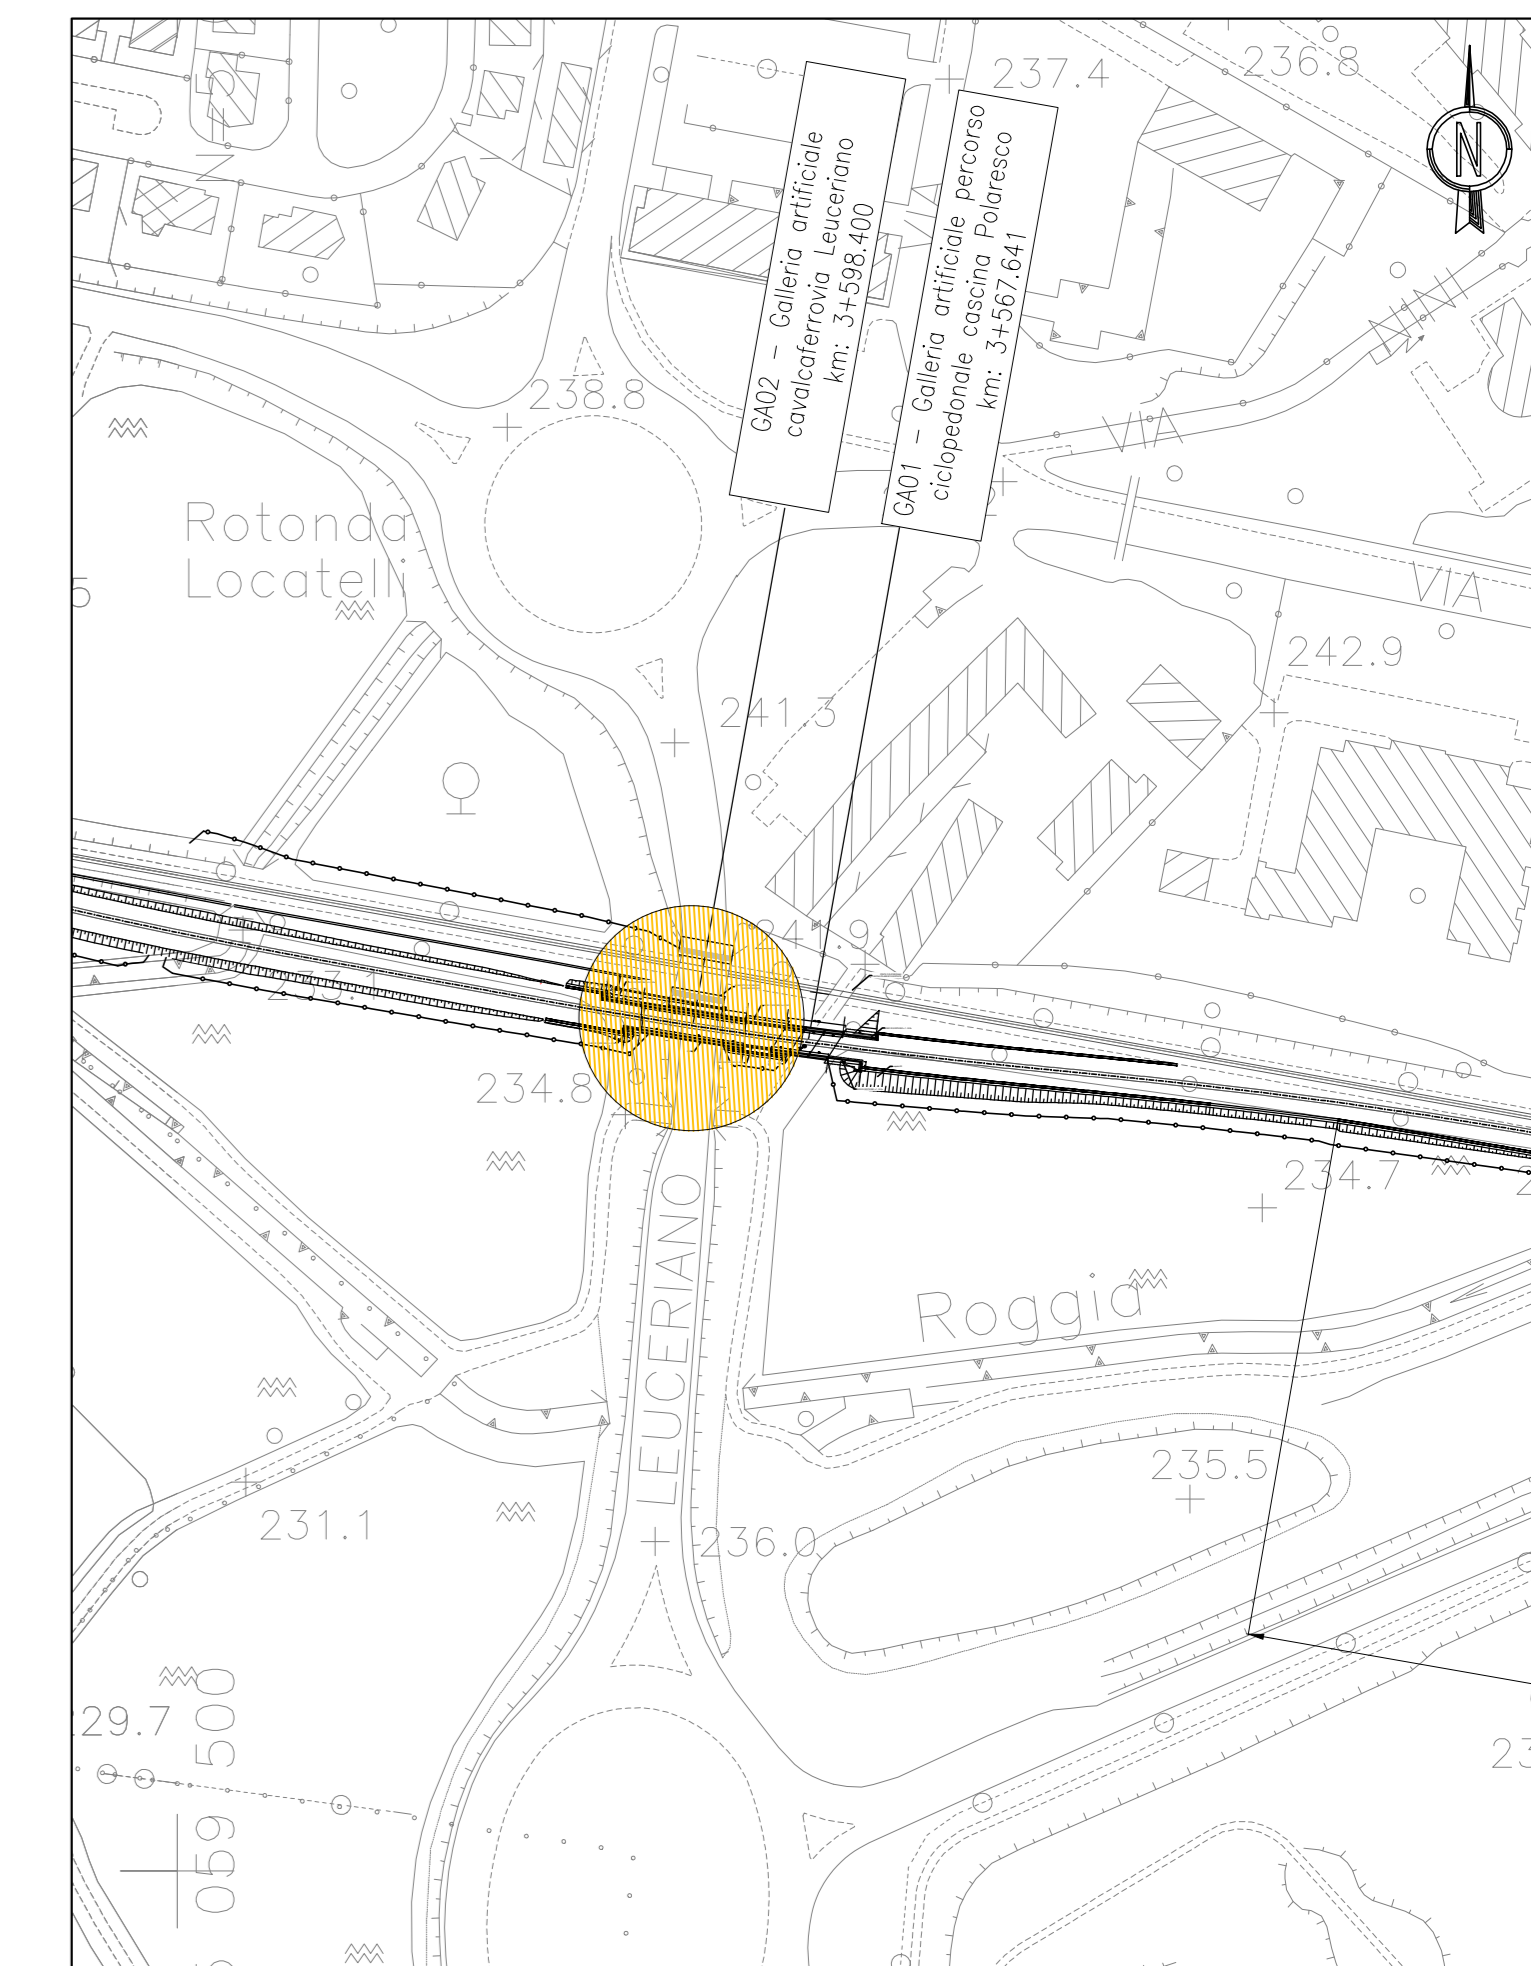 237.4
236.8
N
GA02 – Galleria artificiale
cavalcaferrovia Leuceriano
km: 3+598.400
GA01 – Galleria artificiale percorso
ciclopedonale cascina Polaresco
km: 3+567.641
238.8
VIA
Rotonda
Locatelli
VIA
242.9
241.3
241.9
233.1
234.8
234.7
LEUCERIANO
Roggia
235.5
231.1
236.0
29.7
059 500